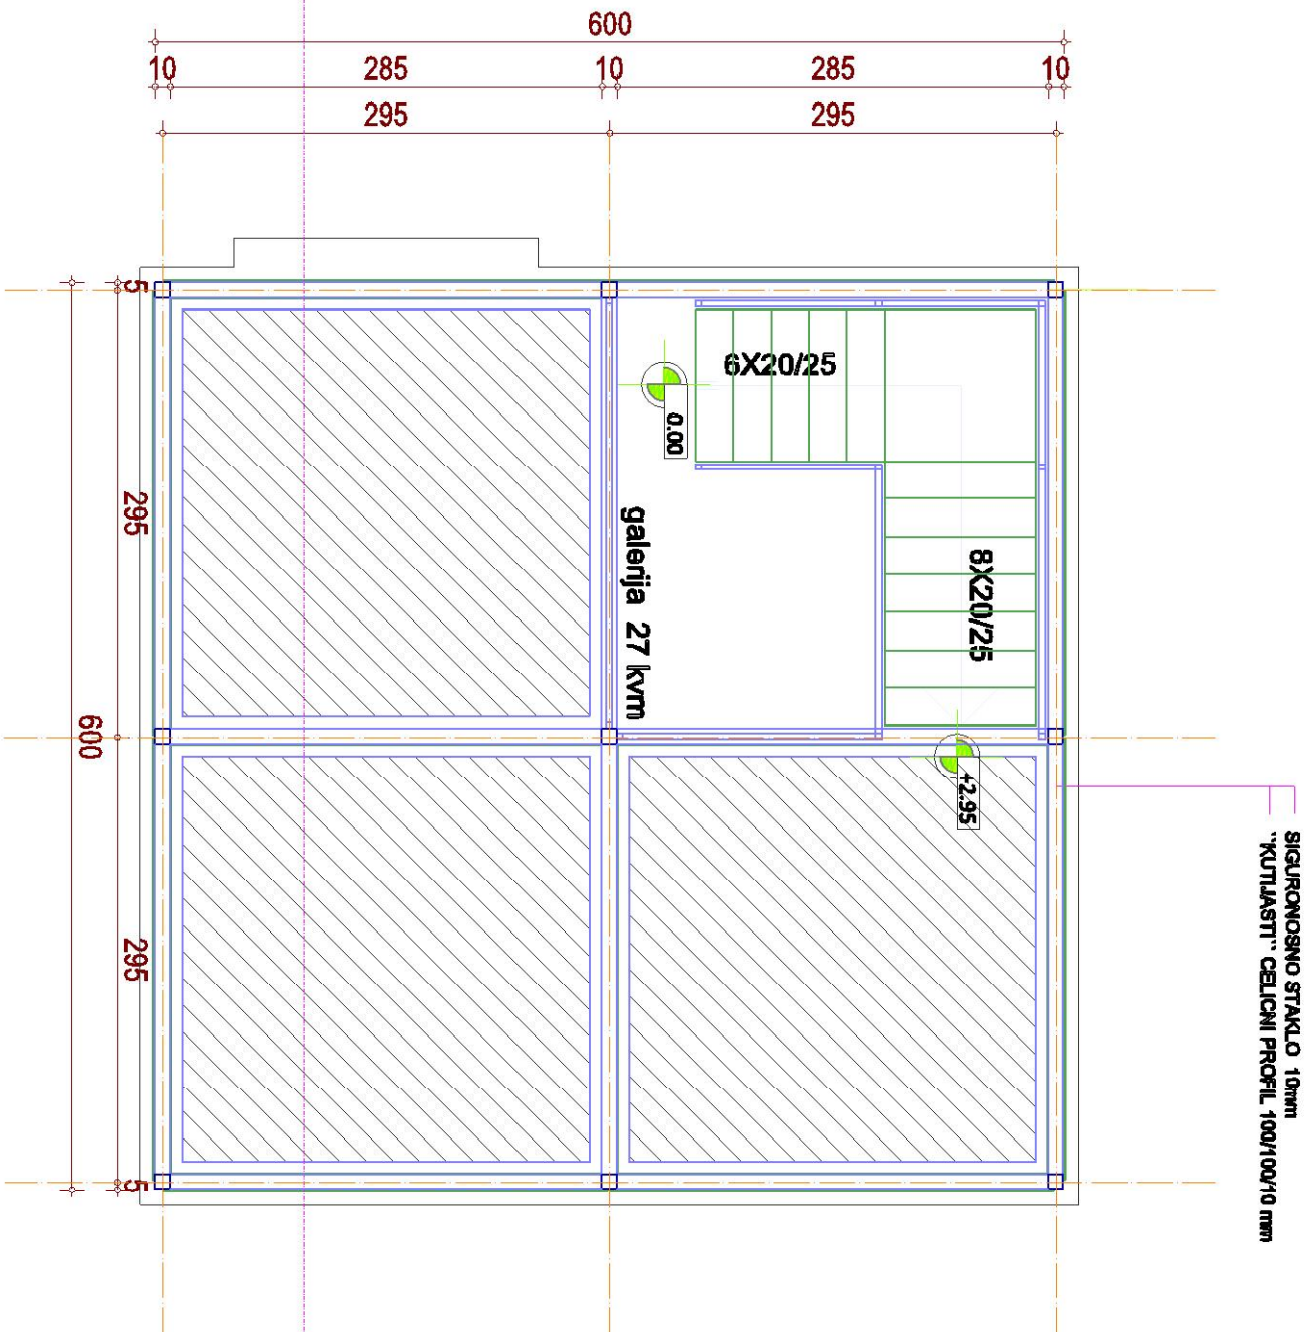 600
10 285 10 285 10
295 295
5
6X20/25
0.00
295
galerija 27 kvm
8X20/25
600
+2.95
SIGURONOSNO STAKLO 10mm
"KUTIJASTI" CELICNI PROFIL 100/100/10 mm
295
5